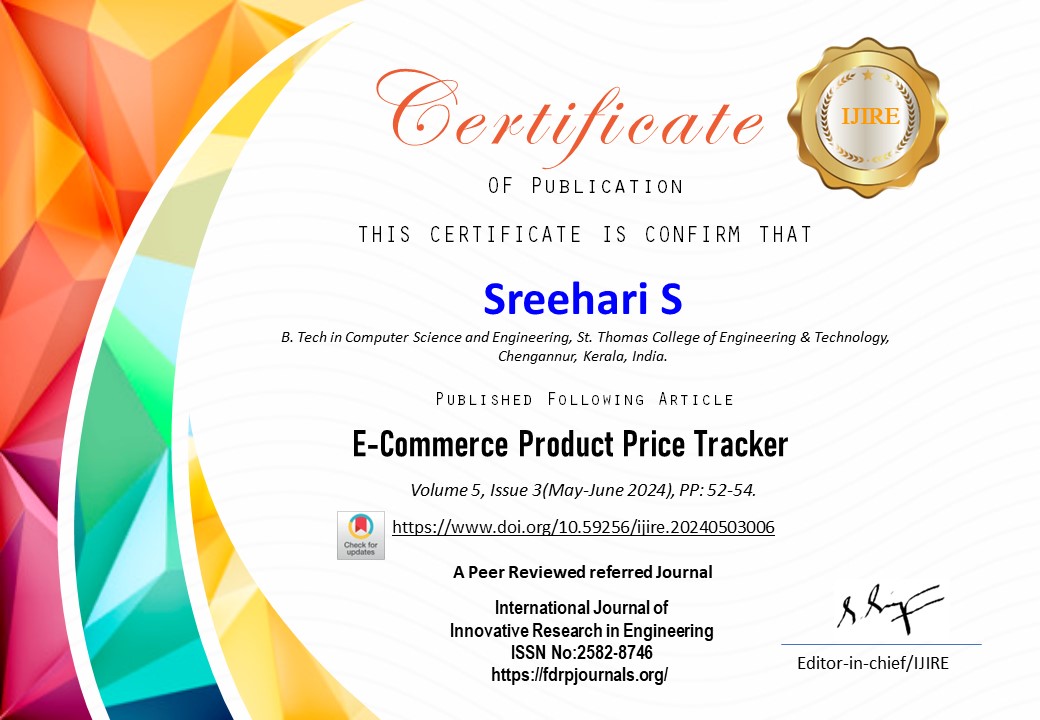 Certificate
IJIRE
OF PUBLICATION
THIS CERTIFICATE IS CONFIRM THAT
Sreehari S
B. Tech in Computer Science and Engineering, St. Thomas College of Engineering & Technology,
Chengannur, Kerala, India.
PUBLISHED FOLLOWING ARTICLE
E-Commerce Product Price Tracker
Volume 5, Issue 3(May-June 2024), PP: 52-54.
Check for
updates
https://www.doi.org/10.59256/ijire.20240503006
A Peer Reviewed referred Journal
International Journal of
Innovative Research in Engineering
ISSN No:2582-8746
https://fdrpjournals.org/
Editor-in-chief/IJIRE